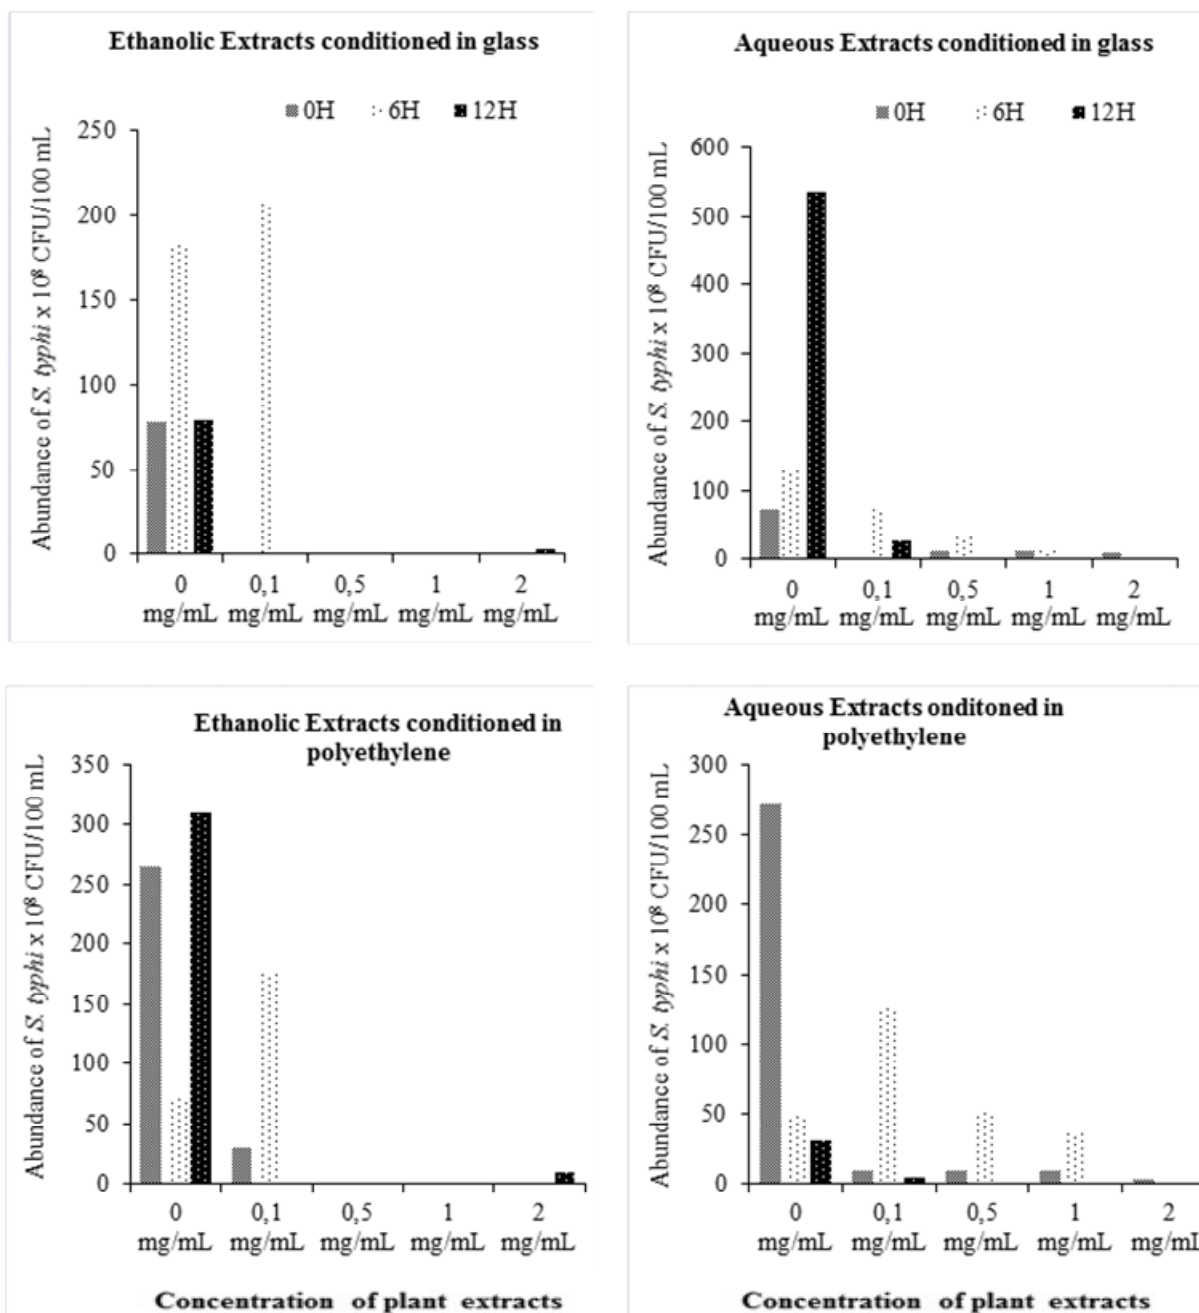 Ethanolic Extracts conditioned in glass
0H 6H 12H
Abundance of S. typhi x 10⁸ CFU/100 mL
250
200
150
100
50
0
0 0,1 0,5 1 2
mg/mL mg/mL mg/mL mg/mL mg/mL
Aqueous Extracts conditioned in glass
0H 6H 12H
Abundance of S. typhi x 10⁸ CFU/100 mL
600
500
400
300
200
100
0
0 0,1 0,5 1 2
mg/mL mg/mL mg/mL mg/mL mg/mL
Ethanolic Extracts conditioned in
polyethylene
Abundance of S. typhi x 10⁸ CFU/100 mL
350
300
250
200
150
100
50
0
0 0,1 0,5 1 2
mg/mL mg/mL mg/mL mg/mL mg/mL
Concentration of plant extracts
Aqueous Extracts onditoned in
polyethylene
Abundance of S. typhi x 10⁸ CFU/100 mL
300
250
200
150
100
50
0
0 0,1 0,5 1 2
mg/mL mg/mL mg/mL mg/mL mg/mL
Concentration of plant extracts